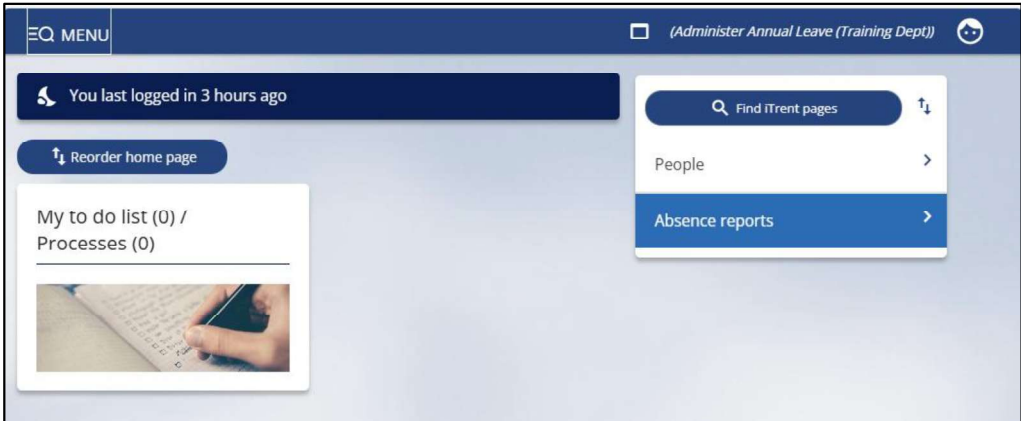 MENU
(Administer Annual Leave (Training Dept))
You last logged in 3 hours ago
Reorder home page
My to do list (0) /
Processes (0)
Find iTrent pages
People
Absence reports